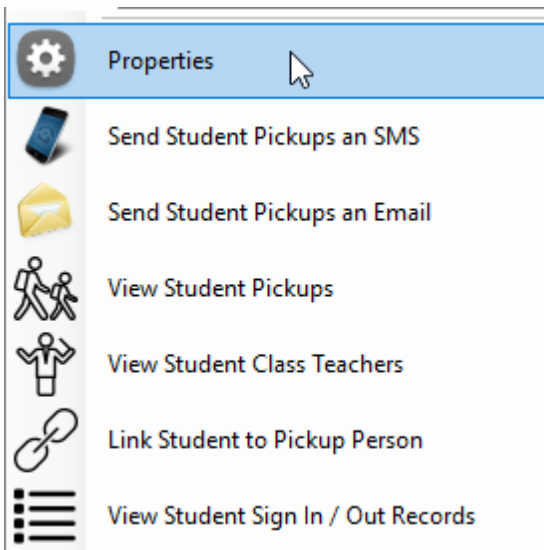 Properties
Send Student Pickups an SMS
Send Student Pickups an Email
View Student Pickups
View Student Class Teachers
Link Student to Pickup Person
View Student Sign In / Out Records